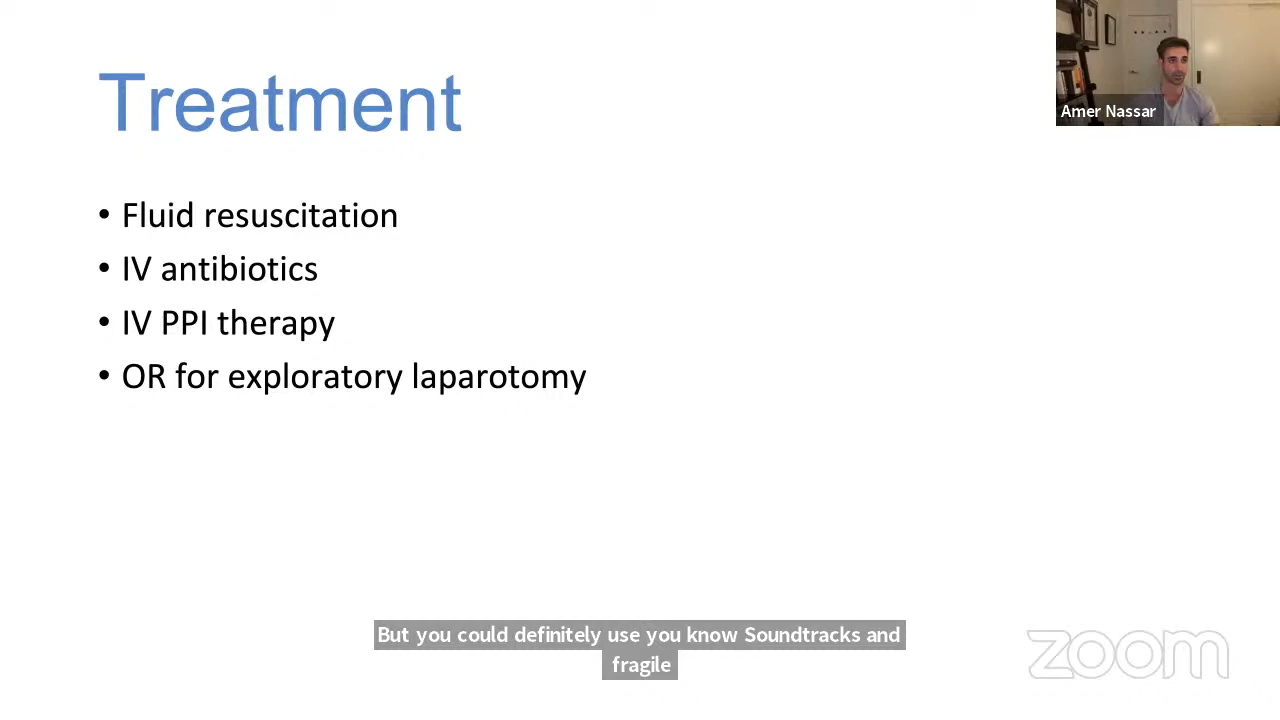 Treatment
Amer Nassar
• Fluid resuscitation
• IV antibiotics
• IV PPI therapy
• OR for exploratory laparotomy
But you could definitely use you know Soundtracks and
fragile
zoom